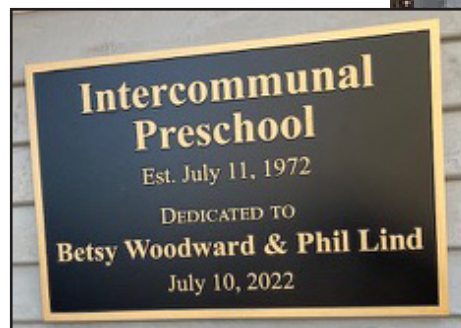 Intercommunal
Preschool
Est. July 11, 1972
DEDICATED TO
Betsy Woodward & Phil Lind
July 10, 2022